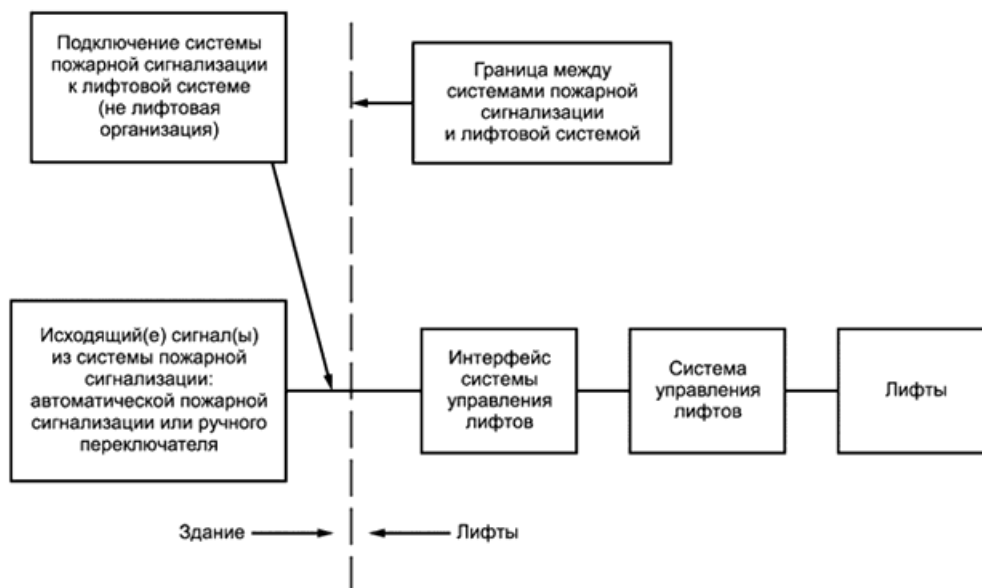 Подключение системы
пожарной сигнализации
к лифтовой системе
(не лифтовая
организация)
Граница между
системами пожарной
сигнализации
и лифтовой системой
Исходящий(е) сигнал(ы)
из системы пожарной
сигнализации:
автоматической пожарной
сигнализации или ручного
переключателя
Интерфейс
системы
управления
лифтов
Система
управления
лифтов
Лифты
Здание
Лифты